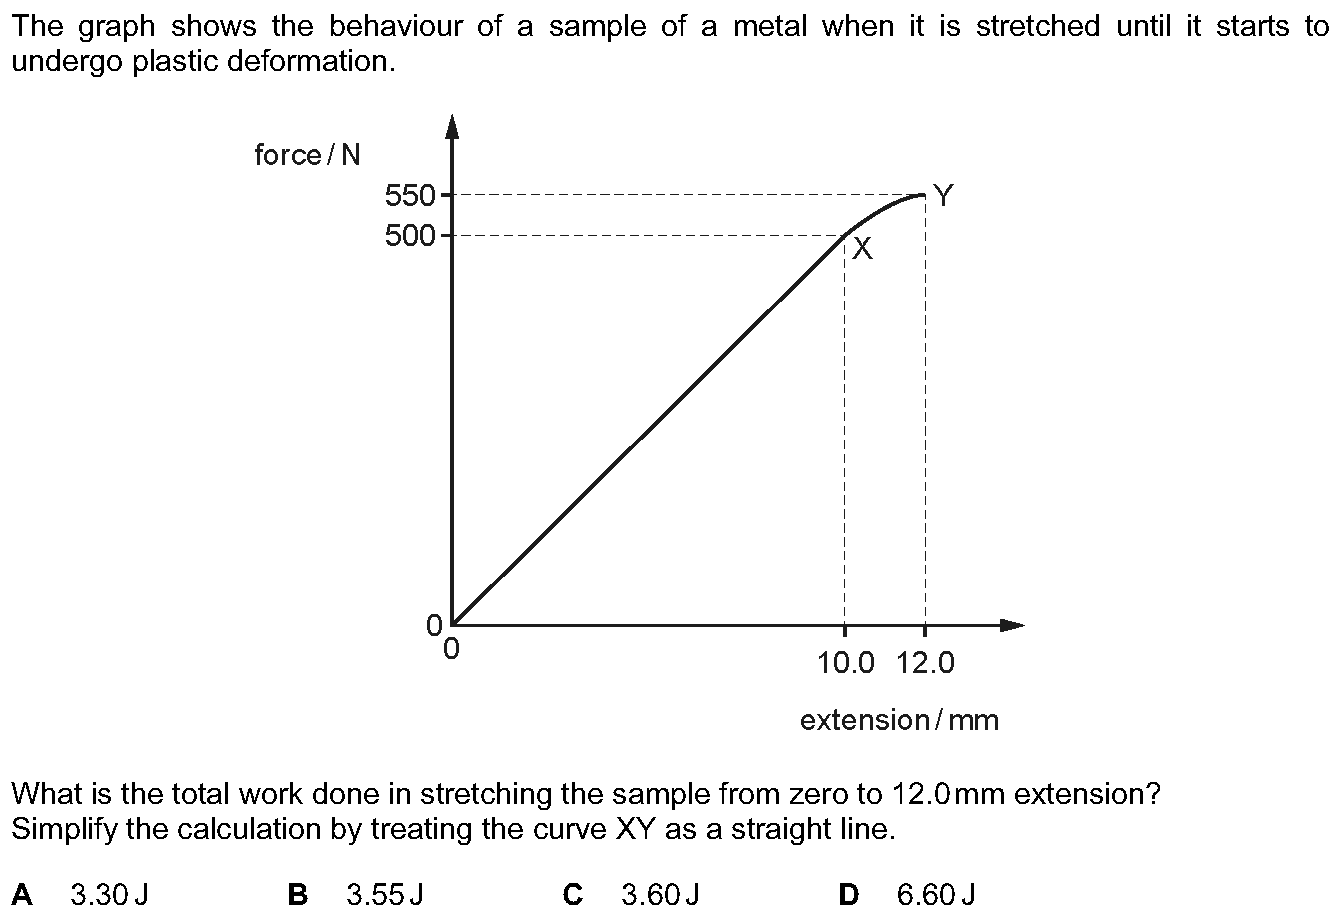 The graph shows the behaviour of a sample of a metal when it is stretched until it starts to
undergo plastic deformation.
force / N
550
Y
500
X
0
0
10.0 12.0
extension / mm
What is the total work done in stretching the sample from zero to 12.0 mm extension?
Simplify the calculation by treating the curve XY as a straight line.
A 3.30 J B 3.55 J C 3.60 J D 6.60 J